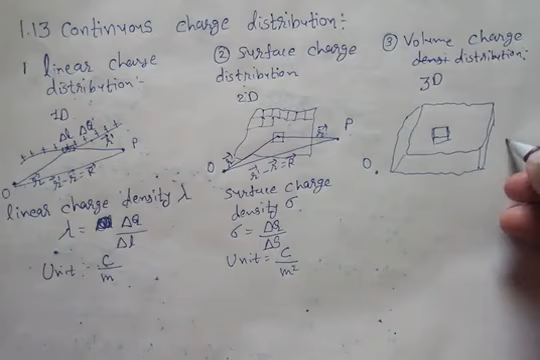 1.13 Continuous charge distribution:-
1 linear charge
distribution:-
1D
Δl ΔQ
r'
P
O
r⃗
r⃗'-r⃗=R⃗
linear charge density λ
λ = ΔQ/Δl
Unit = C/m
② Surface charge
distribution
2D
P
O
r⃗'-r⃗=R⃗
Surface charge
density σ
σ = ΔQ/ΔS
Unit = C/m²
③ Volume charge
distribution:-
3D
O.